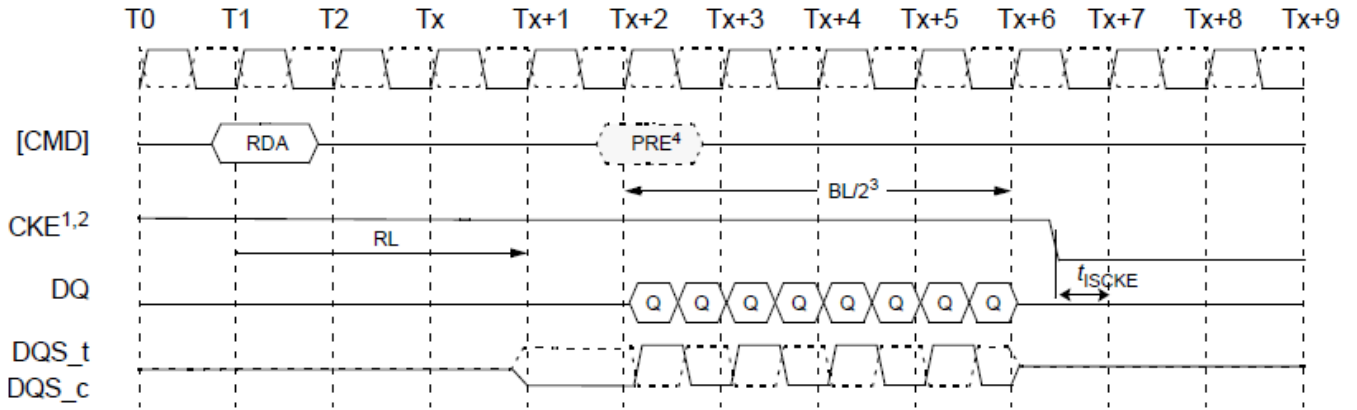 T0 T1 T2 Tx Tx+1 Tx+2 Tx+3 Tx+4 Tx+5 Tx+6 Tx+7 Tx+8 Tx+9
[CMD] RDA PRE⁴
BL/2³
CKE¹,²
RL
tISCKE
DQ Q Q Q Q Q Q Q Q
DQS_t
DQS_c